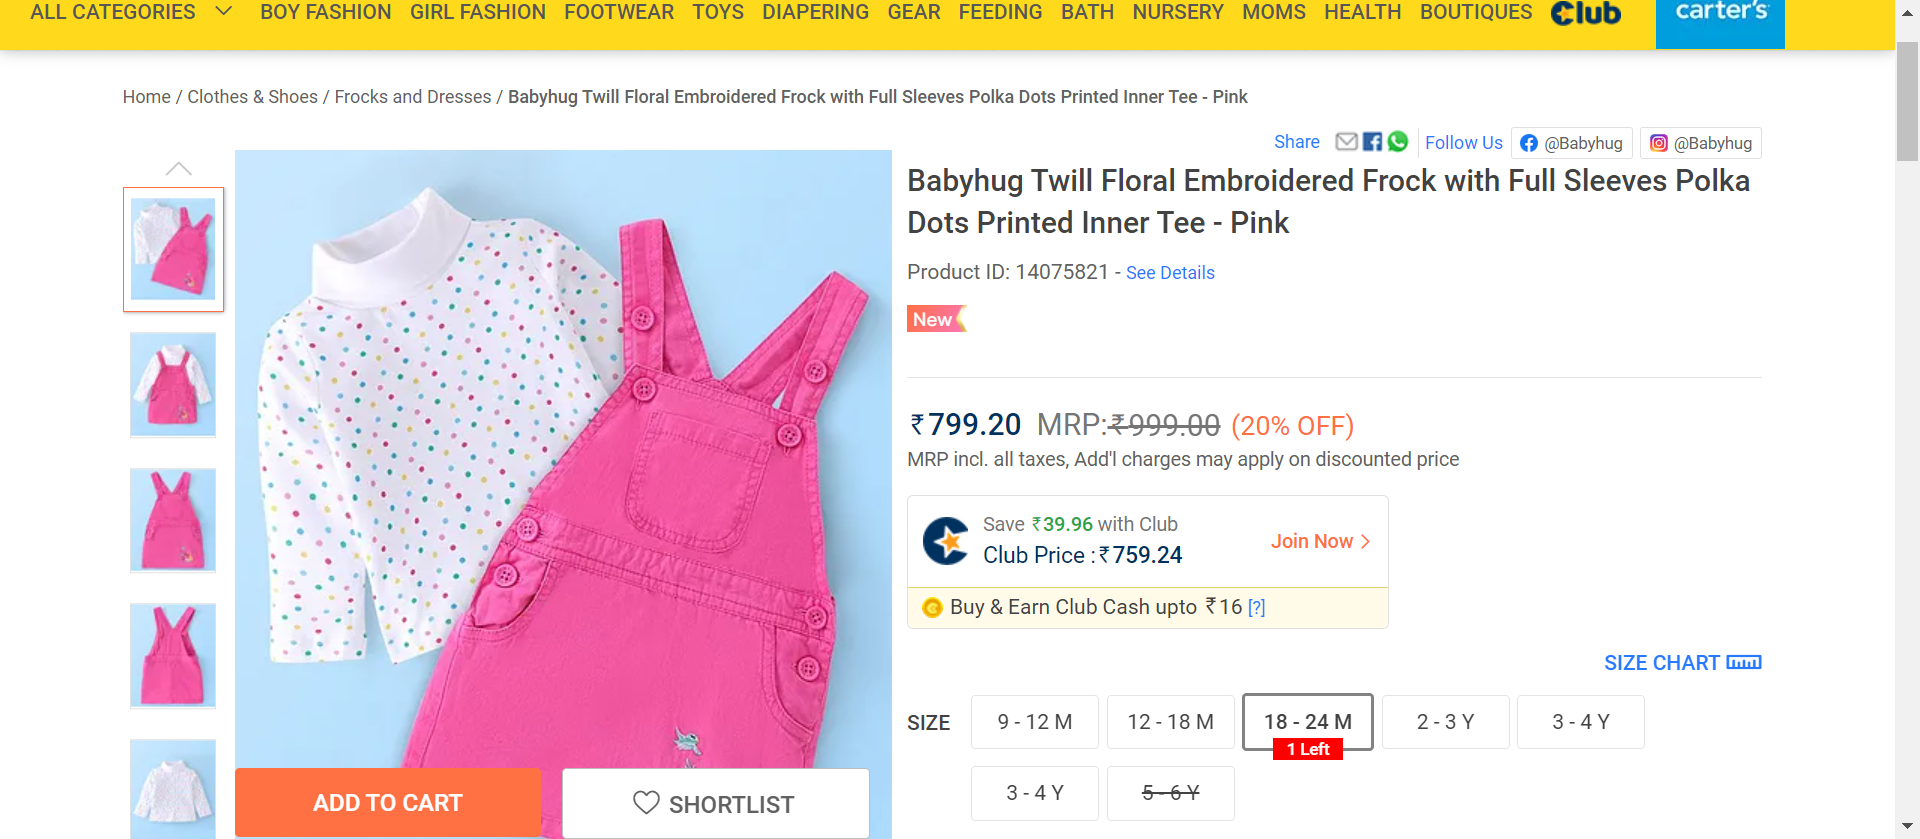 ALL CATEGORIES BOY FASHION GIRL FASHION FOOTWEAR TOYS DIAPERING GEAR FEEDING BATH NURSERY MOMS HEALTH BOUTIQUES Club carter's
Home / Clothes & Shoes / Frocks and Dresses / Babyhug Twill Floral Embroidered Frock with Full Sleeves Polka Dots Printed Inner Tee - Pink
Share Follow Us @Babyhug @Babyhug
Babyhug Twill Floral Embroidered Frock with Full Sleeves Polka
Dots Printed Inner Tee - Pink
Product ID: 14075821 - See Details
New
₹799.20 MRP:₹999.00 (20% OFF)
MRP incl. all taxes, Add'l charges may apply on discounted price
Save ₹39.96 with Club
Club Price :₹759.24
Join Now
Buy & Earn Club Cash upto ₹16 [?]
SIZE CHART
SIZE 9 - 12 M 12 - 18 M 18 - 24 M 2 - 3 Y 3 - 4 Y
1 Left
3 - 4 Y 5 - 6 Y
ADD TO CART SHORTLIST